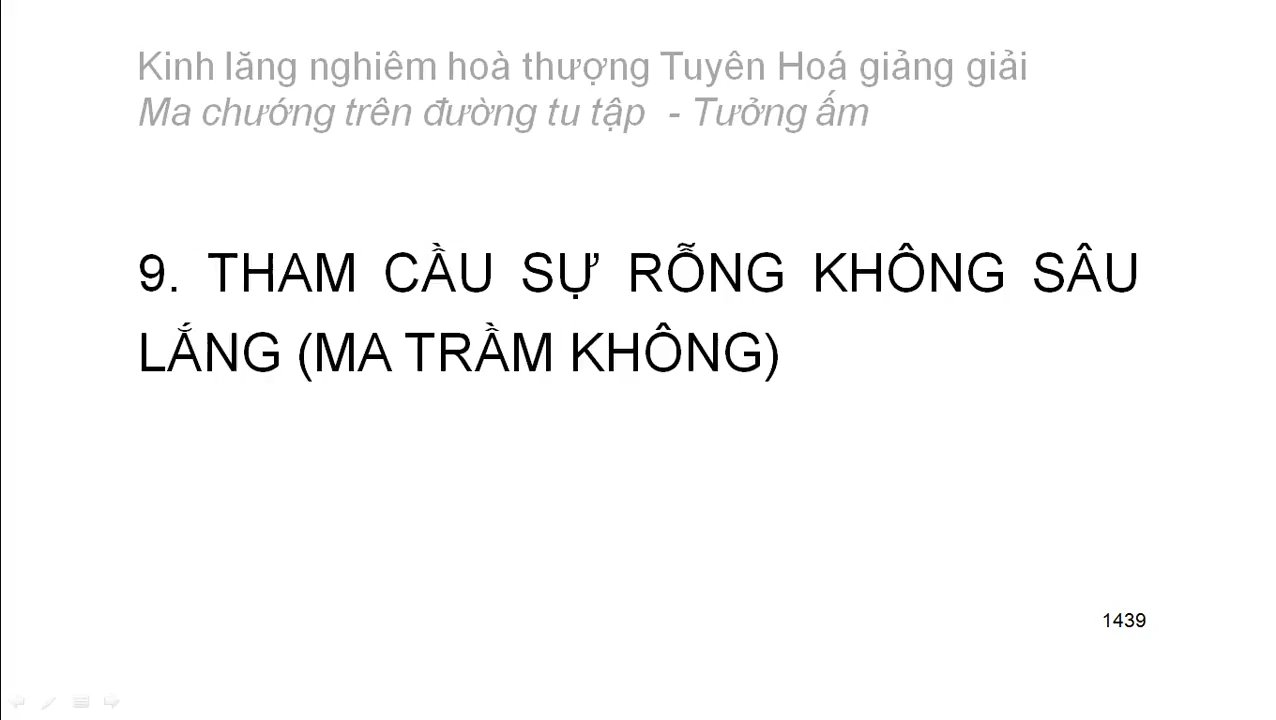 Kinh lăng nghiêm hoà thượng Tuyên Hoá giảng giải
Ma chướng trên đường tu tập - Tưởng ấm
9. THAM CẦU SỰ RỖNG KHÔNG SÂU
LẮNG (MA TRẦM KHÔNG)
1439